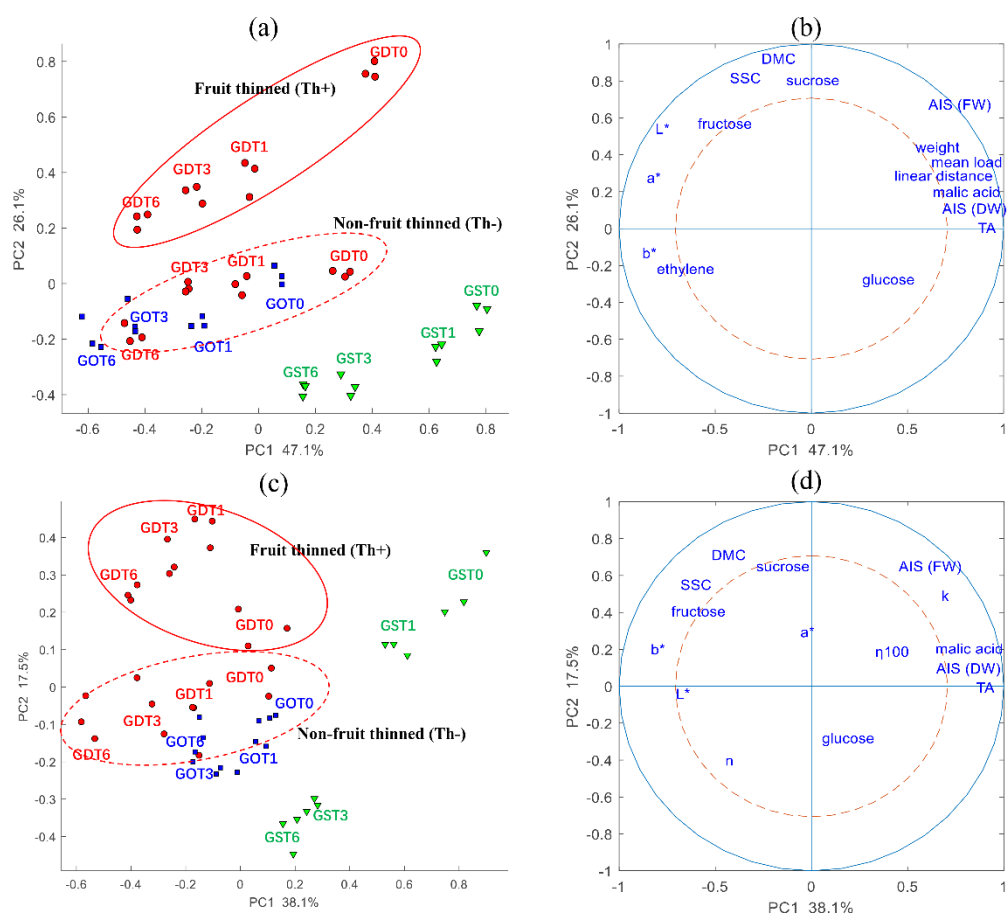 (a)
0.8
0.6
0.4
0.2
0
-0.2
-0.4
PC2 26.1%
GDT0
Fruit thinned (Th+)
GDT1
GDT3
GDT6
Non-fruit thinned (Th-)
GDT3
GDT1
GDT0
GOT3
GOT0
GOT6
GDT6
GOT1
GST0
GST1
GST3
GST6
-0.6 -0.4 -0.2 0 0.2 0.4 0.6 0.8
PC1 47.1%
(b)
1
0.8
0.6
0.4
0.2
0
-0.2
-0.4
-0.6
-0.8
-1
PC2 26.1%
DMC
SSC
sucrose
AIS (FW)
L*
fructose
weight
mean load
a*
linear distance
malic acid
AIS (DW)
TA
b*
ethylene
glucose
-1 -0.5 0 0.5 1
PC1 47.1%
(c)
0.4
0.3
0.2
0.1
0
-0.1
-0.2
-0.3
-0.4
PC2 17.5%
GDT1
GDT3
Fruit thinned (Th+)
GDT6
GDT0
GST0
GST1
GDT0
GDT1
GOT0
GDT3
Non-fruit thinned (Th-)
GDT6
GOT6
GOT1
GOT3
GST3
GST6
-0.6 -0.4 -0.2 0 0.2 0.4 0.6 0.8
PC1 38.1%
(d)
1
0.8
0.6
0.4
0.2
0
-0.2
-0.4
-0.6
-0.8
-1
PC2 17.5%
DMC
sucrose
AIS (FW)
SSC
k
fructose
a*
b*
η100
malic acid
AIS (DW)
L*
TA
glucose
n
-1 -0.5 0 0.5 1
PC1 38.1%